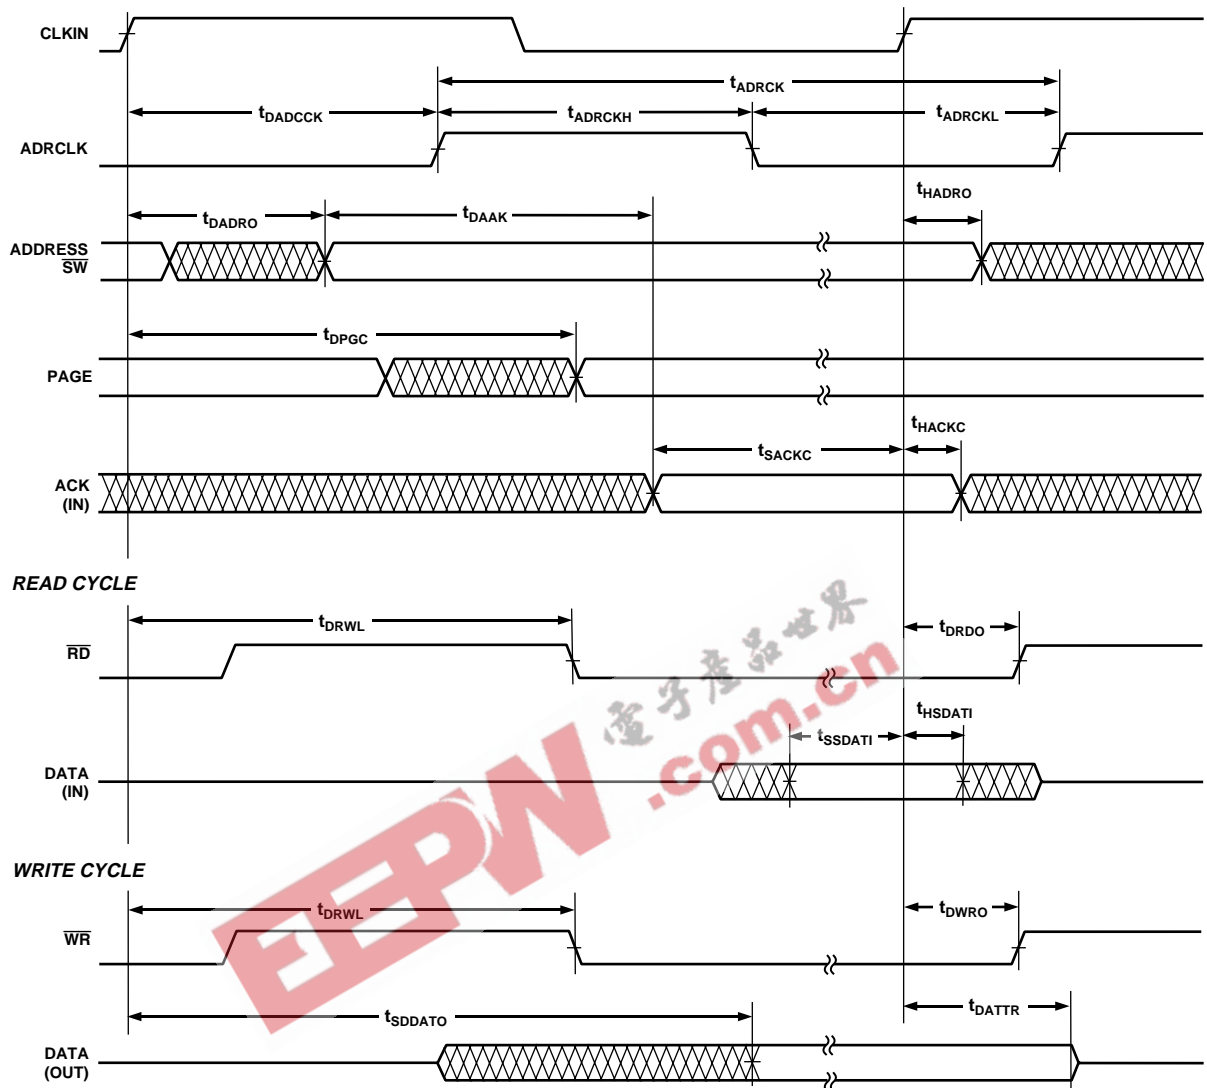 CLKIN
tADRCK
tDADCCK tADRCKH tADRCKL
ADRCLK
tHADRO
tDADRO tDAAK
ADDRESS
SW
tDPGC
PAGE
tHACKC
tSACKC
ACK
(IN)
READ CYCLE
tDRWL tDRDO
RD
tHSDATI
tSSDATI
DATA
(IN)
WRITE CYCLE
tDRWL tDWRO
WR
tSDDATO tDATTR
DATA
(OUT)
電子產品世界
EEPW .com.cn